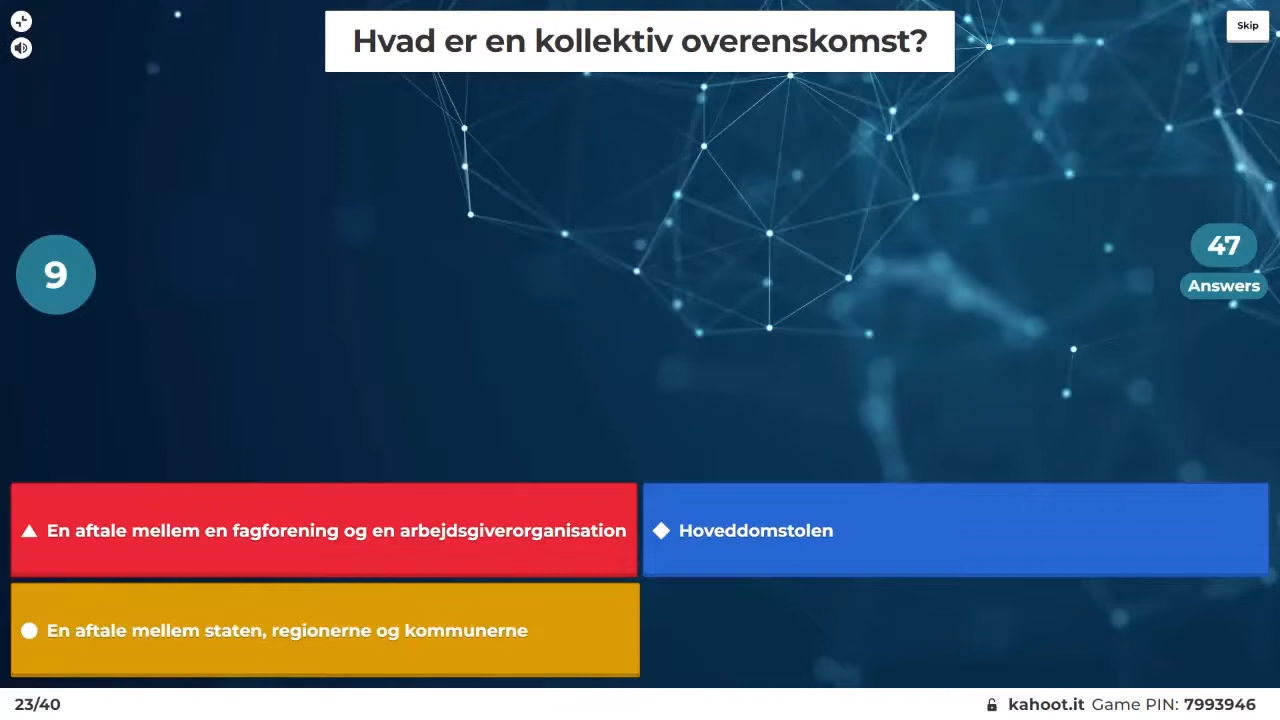 Hvad er en kollektiv overenskomst?
Skip
9
47
Answers
En aftale mellem en fagforening og en arbejdsgiverorganisation
Hoveddomstolen
En aftale mellem staten, regionerne og kommunerne
23/40
kahoot.it Game PIN: 7993946